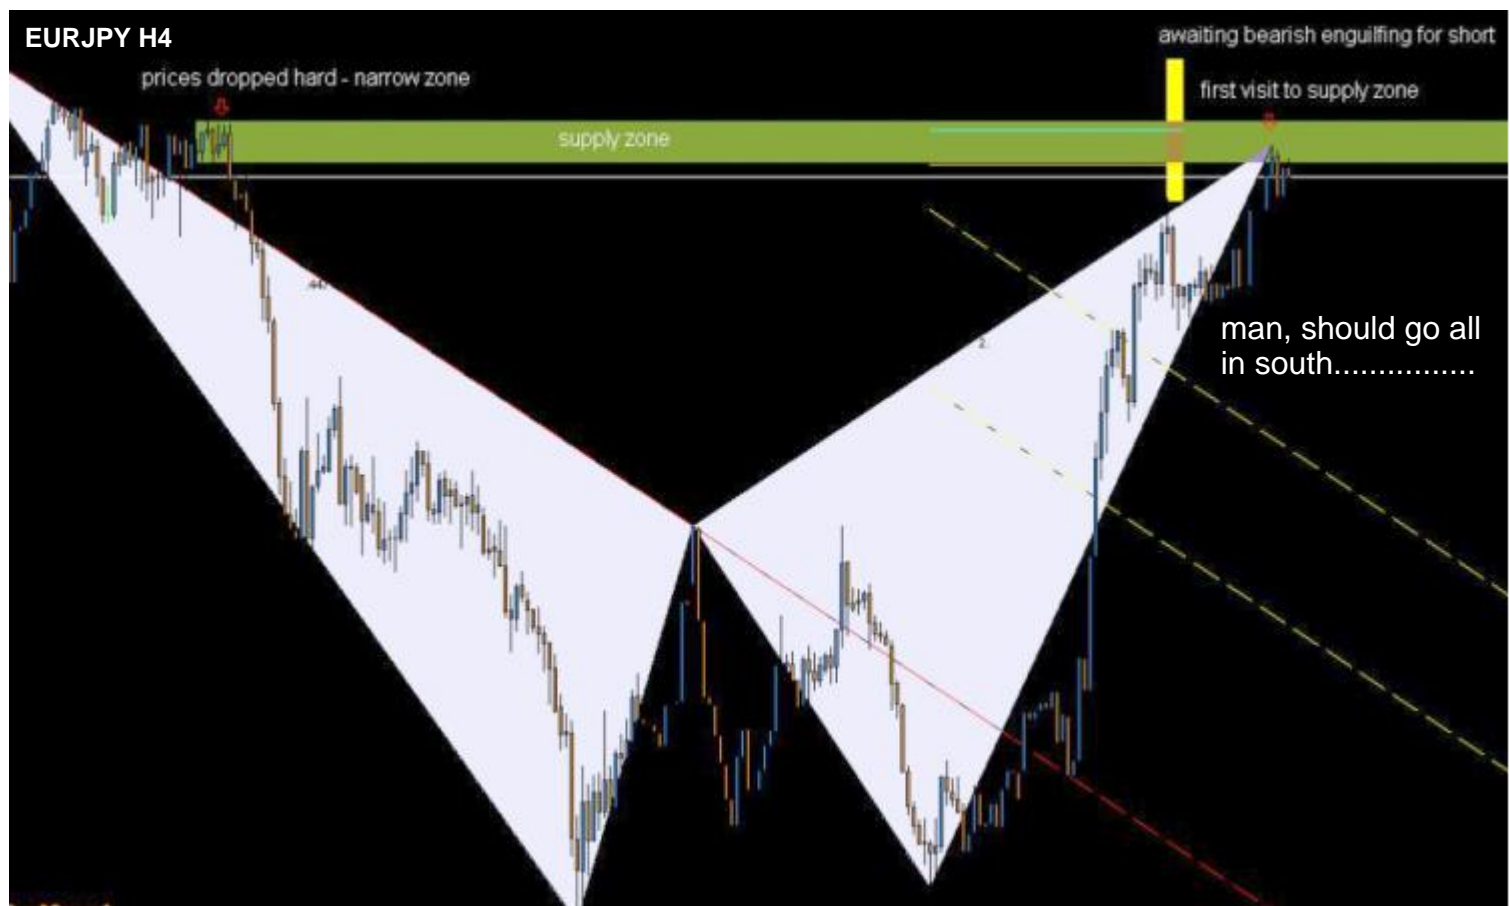 EURJPY H4
awaiting bearish enguilfing for short
prices dropped hard - narrow zone
first visit to supply zone
supply zone
man, should go all
in south................